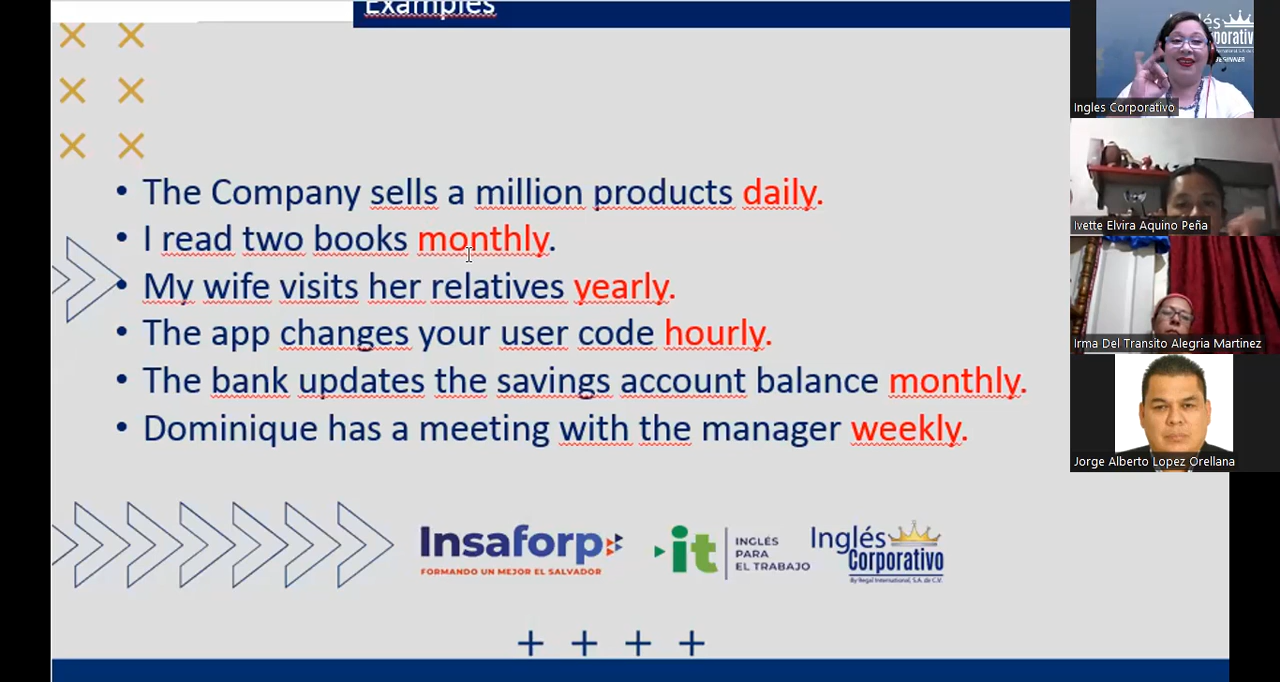 Examples
• The Company sells a million products daily.
• I read two books monthly.
• My wife visits her relatives yearly.
• The app changes your user code hourly.
• The bank updates the savings account balance monthly.
• Dominique has a meeting with the manager weekly.
Insaforp
FORMANDO UN MEJOR EL SALVADOR
it
INGLÉS
PARA
EL TRABAJO
Inglés
Corporativo
By Regal International, S.A. de C.V.
Ingles Corporativo
Ivette Elvira Aquino Peña
Irma Del Transito Alegria Martinez
Jorge Alberto Lopez Orellana